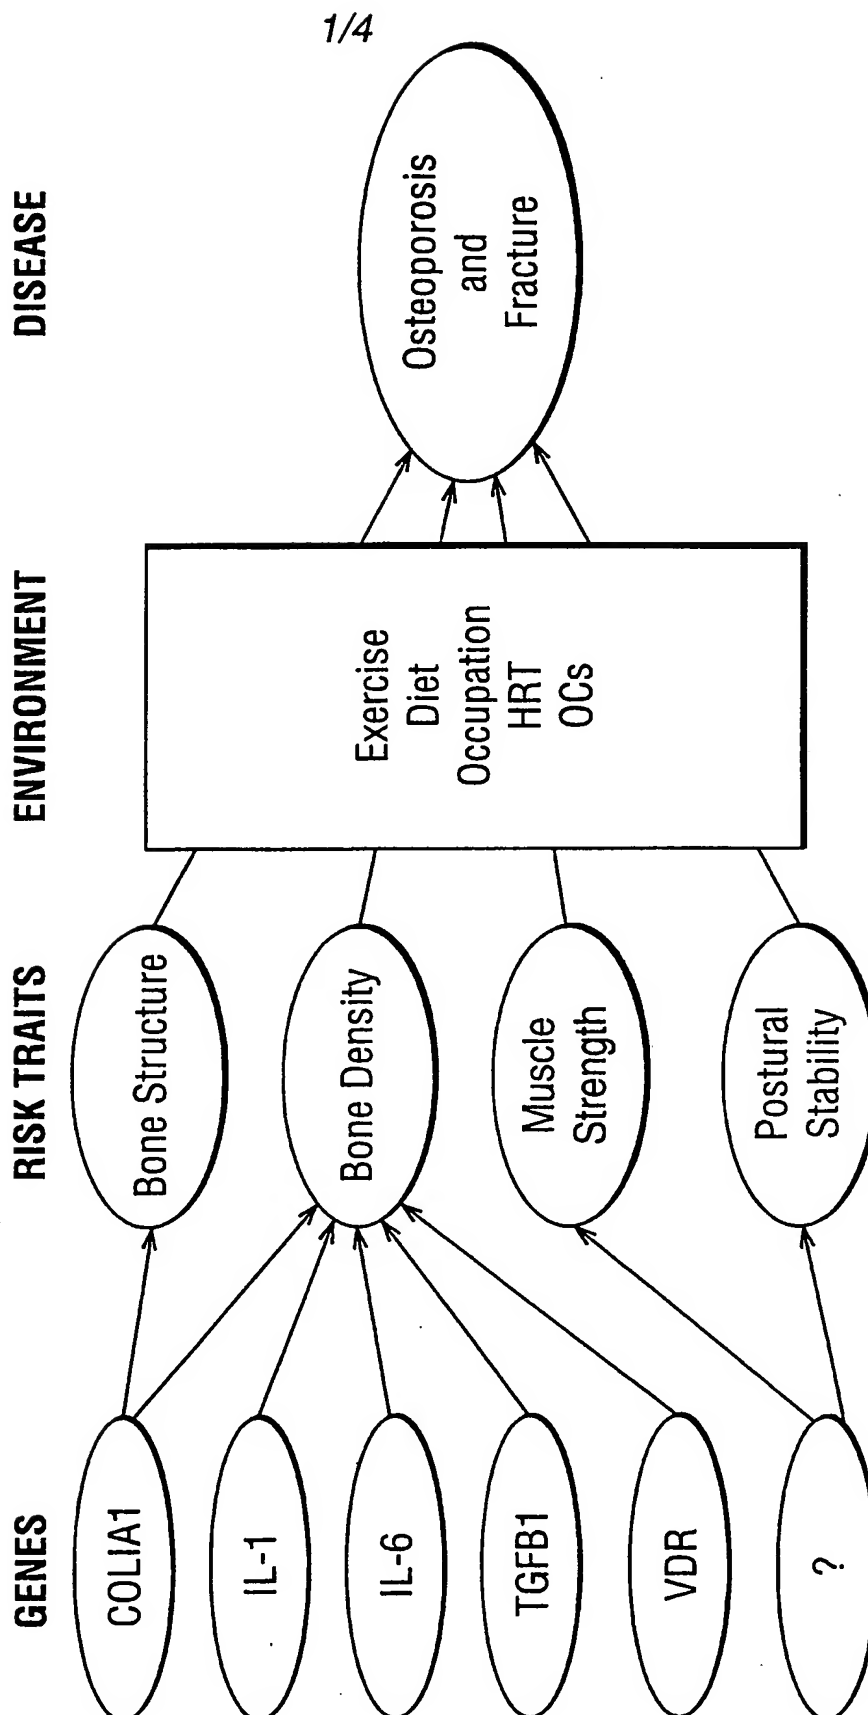 1/4
GENES
RISK TRAITS
ENVIRONMENT
DISEASE
COLIA1
IL-1
IL-6
TGFB1
VDR
?
Bone Structure
Bone Density
Muscle
Strength
Postural
Stability
Exercise
Diet
Occupation
HRT
OCs
Osteoporosis
and
Fracture